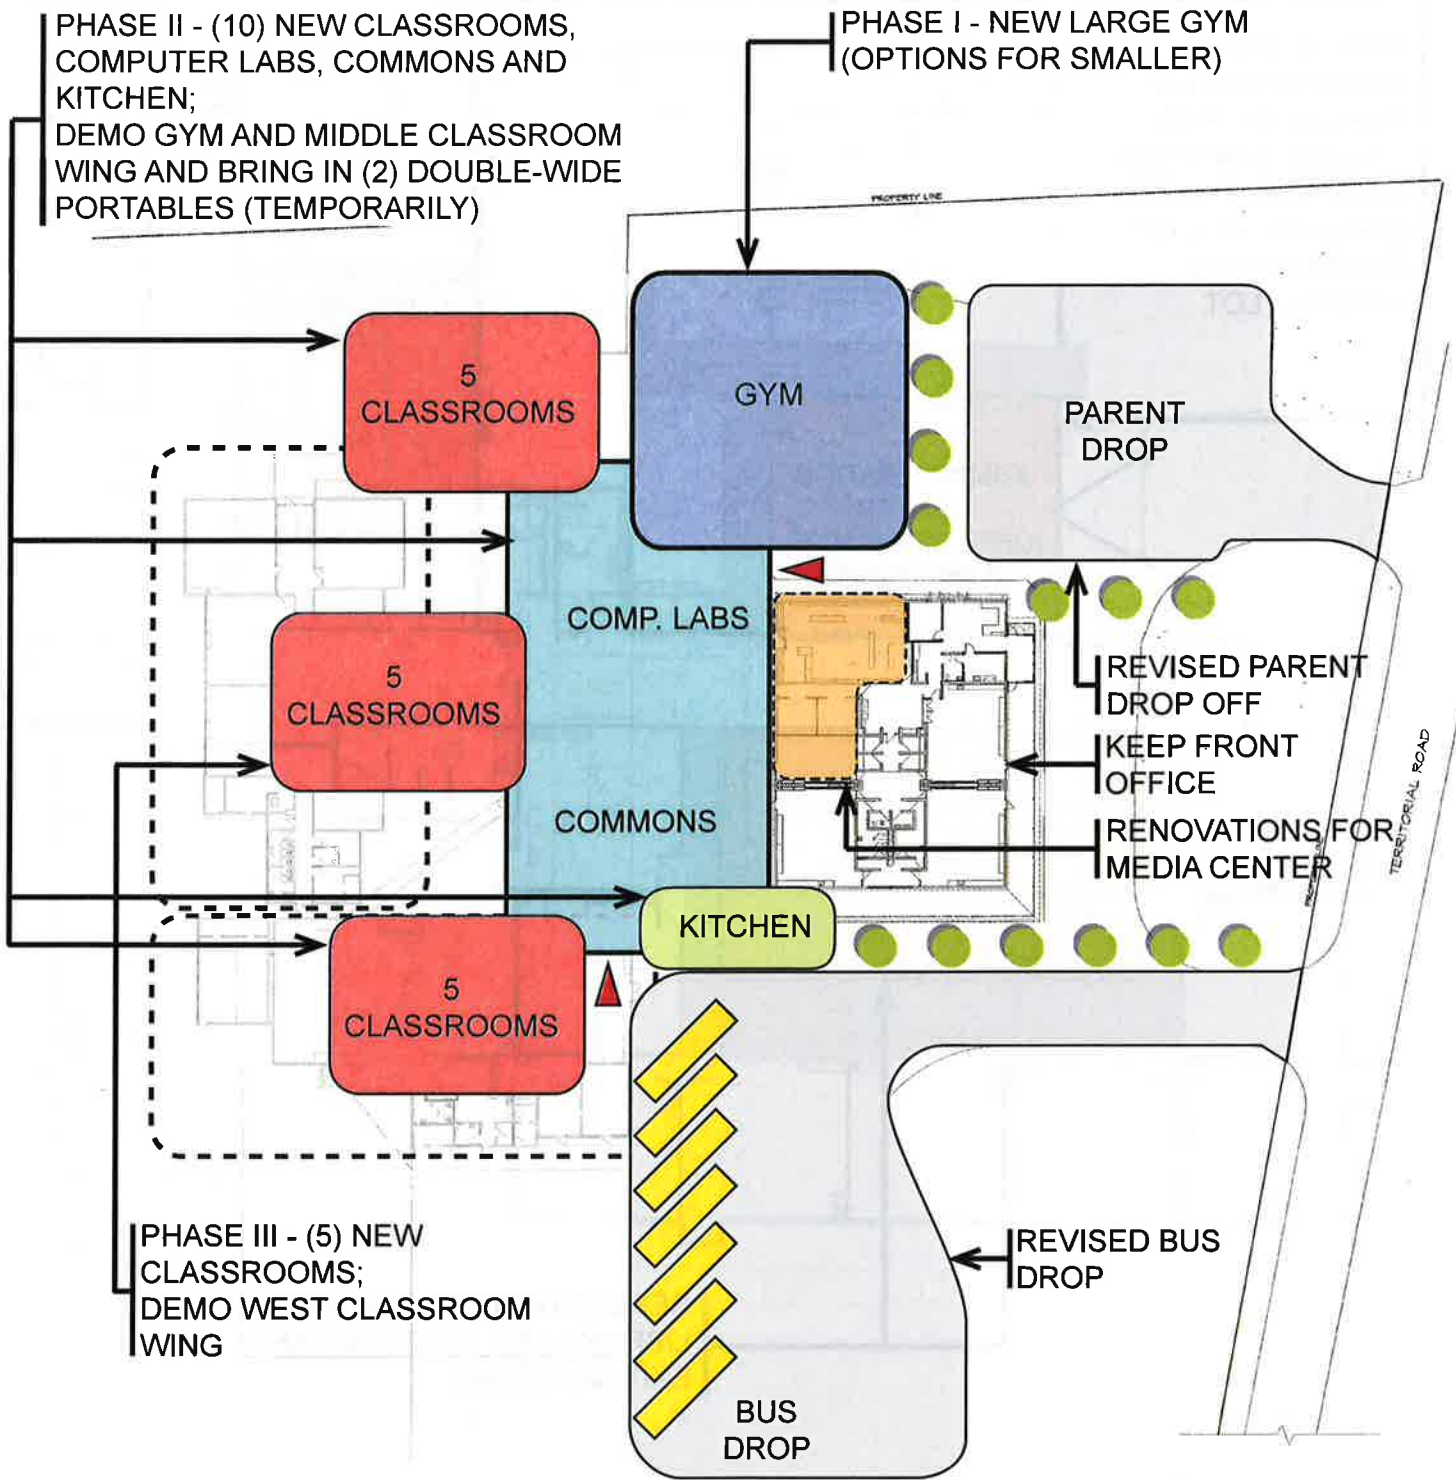 PHASE II - (10) NEW CLASSROOMS,
COMPUTER LABS, COMMONS AND
KITCHEN;
DEMO GYM AND MIDDLE CLASSROOM
WING AND BRING IN (2) DOUBLE-WIDE
PORTABLES (TEMPORARILY)
PHASE I - NEW LARGE GYM
(OPTIONS FOR SMALLER)
PROPERTY LINE
5
CLASSROOMS
GYM
PARENT
DROP
COMP. LABS
5
CLASSROOMS
REVISED PARENT
DROP OFF
KEEP FRONT
OFFICE
TERRITORIAL ROAD
COMMONS
RENOVATIONS FOR
MEDIA CENTER
PROPERTY LINE
KITCHEN
5
CLASSROOMS
PHASE III - (5) NEW
CLASSROOMS;
DEMO WEST CLASSROOM
WING
REVISED BUS
DROP
BUS
DROP